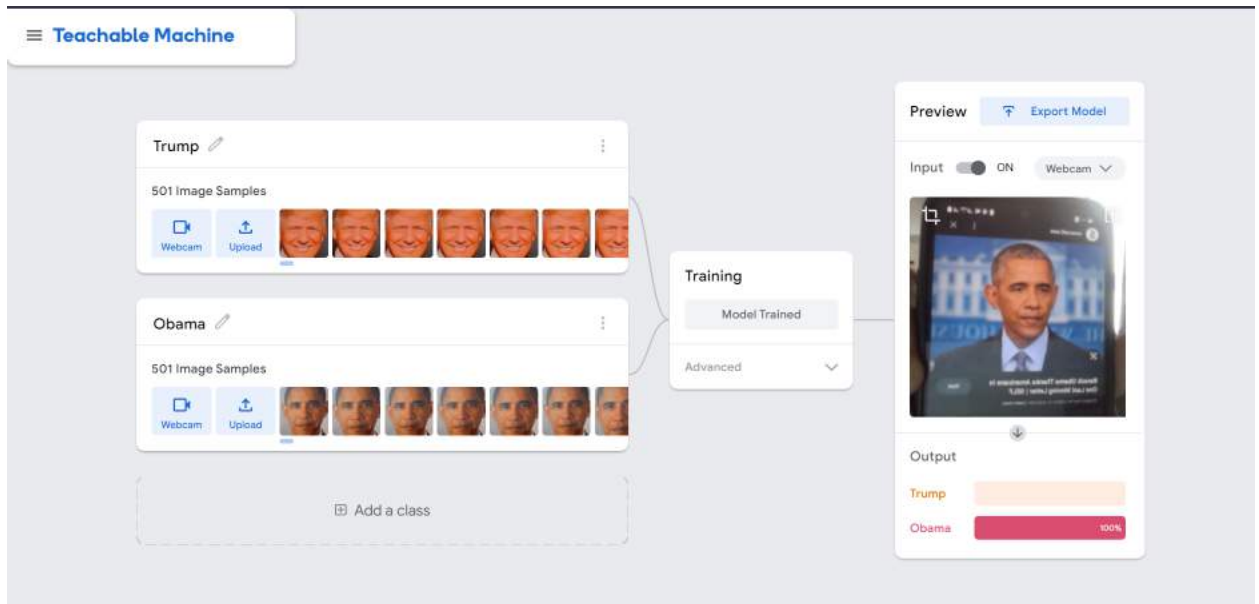 Teachable Machine
Trump
501 Image Samples
Webcam
Upload
Obama
501 Image Samples
Webcam
Upload
Add a class
Training
Model Trained
Advanced
Preview
Export Model
Input
ON
Webcam
Output
Trump
Obama
100%